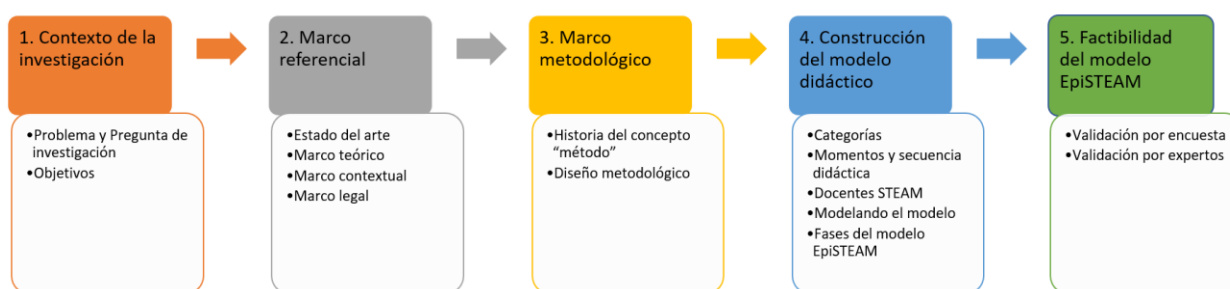 1. Contexto de la
investigación
•Problema y Pregunta de
investigación
•Objetivos
2. Marco
referencial
•Estado del arte
•Marco teórico
•Marco contextual
•Marco legal
3. Marco
metodológico
•Historia del concepto
“método”
•Diseño metodológico
4. Construcción
del modelo
didáctico
•Categorías
•Momentos y secuencia
didáctica
•Docentes STEAM
•Modelando el modelo
•Fases del modelo
EpiSTEAM
5. Factibilidad
del modelo
EpiSTEAM
•Validación por encuesta
•Validación por expertos